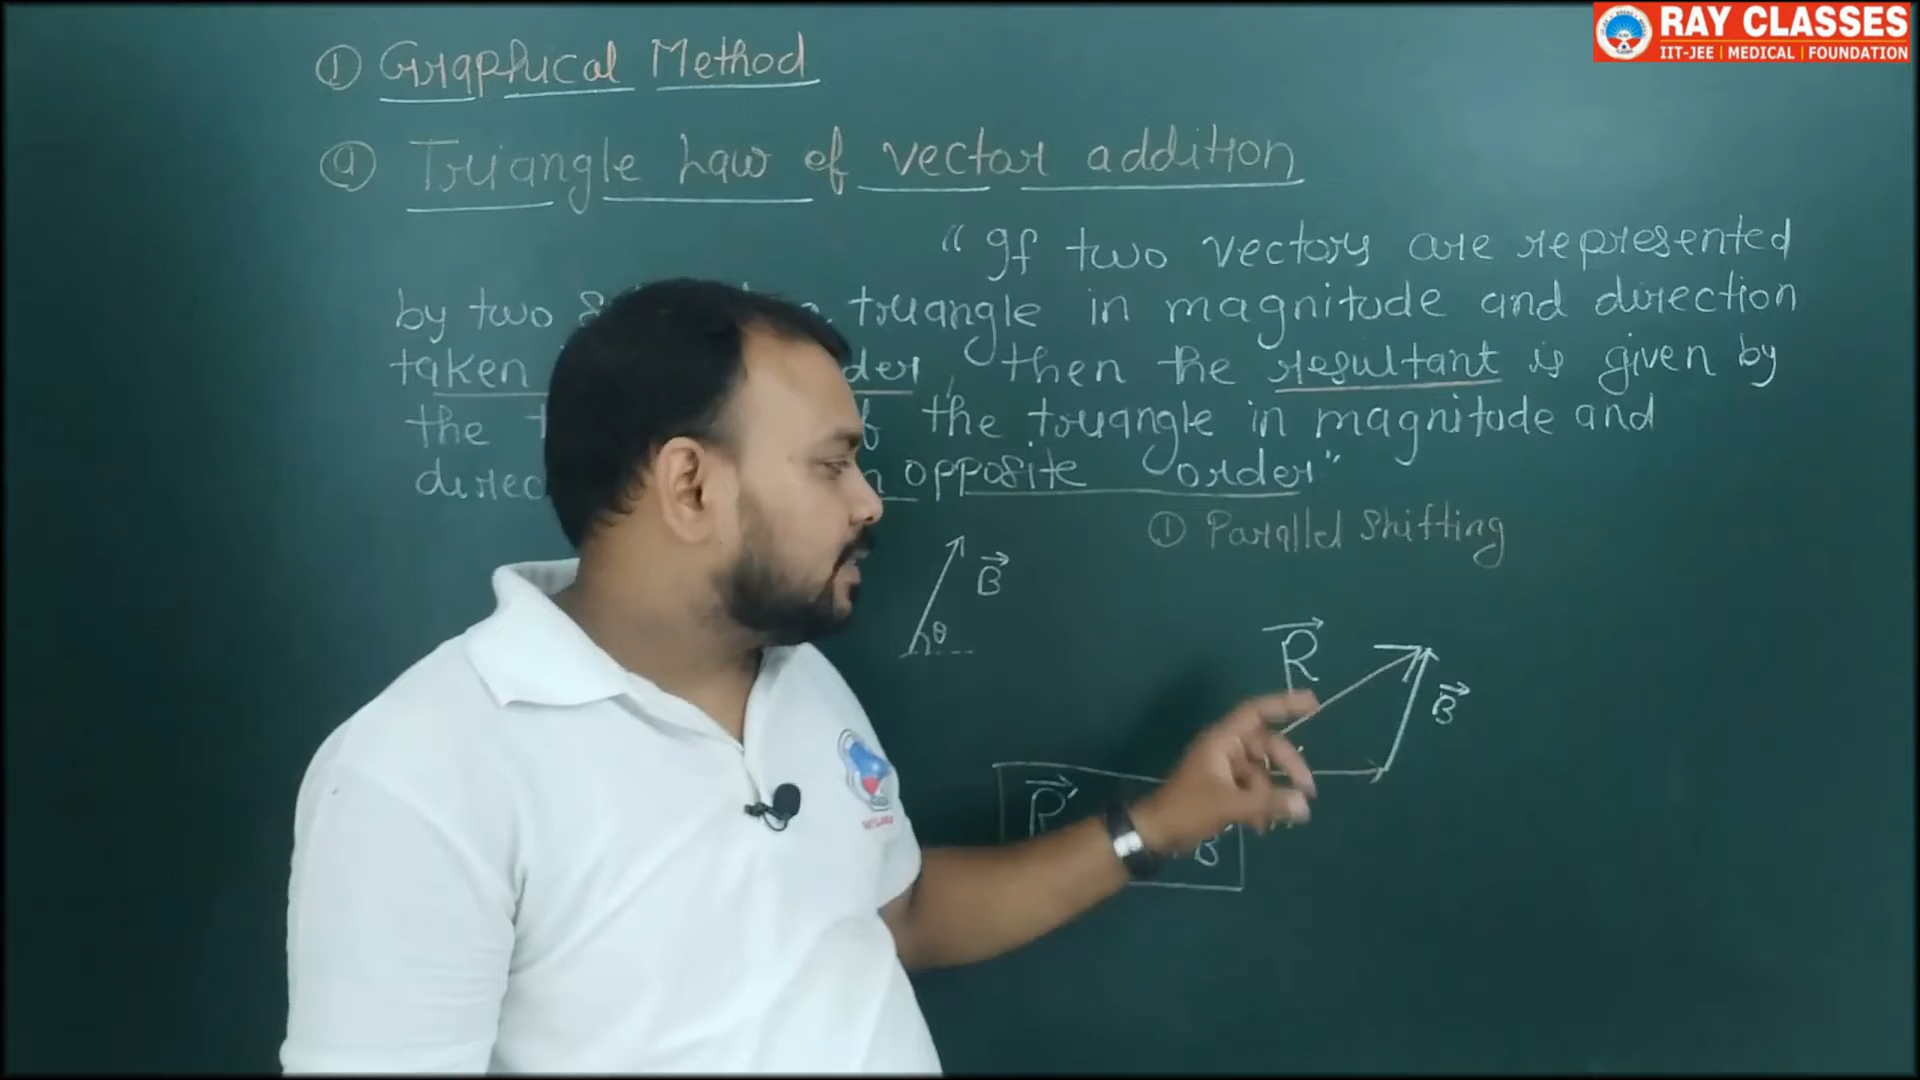 RAY CLASSES
IIT-JEE | MEDICAL | FOUNDATION
① Graphical Method
ⓐ Triangle Law of vector addition
“If two vectors are represented
by two triangle in magnitude and direction
taken , then the resultant is given by
the the triangle in magnitude and
opposite order”
① Parallel Shifting
B
θ
R
B
R
B